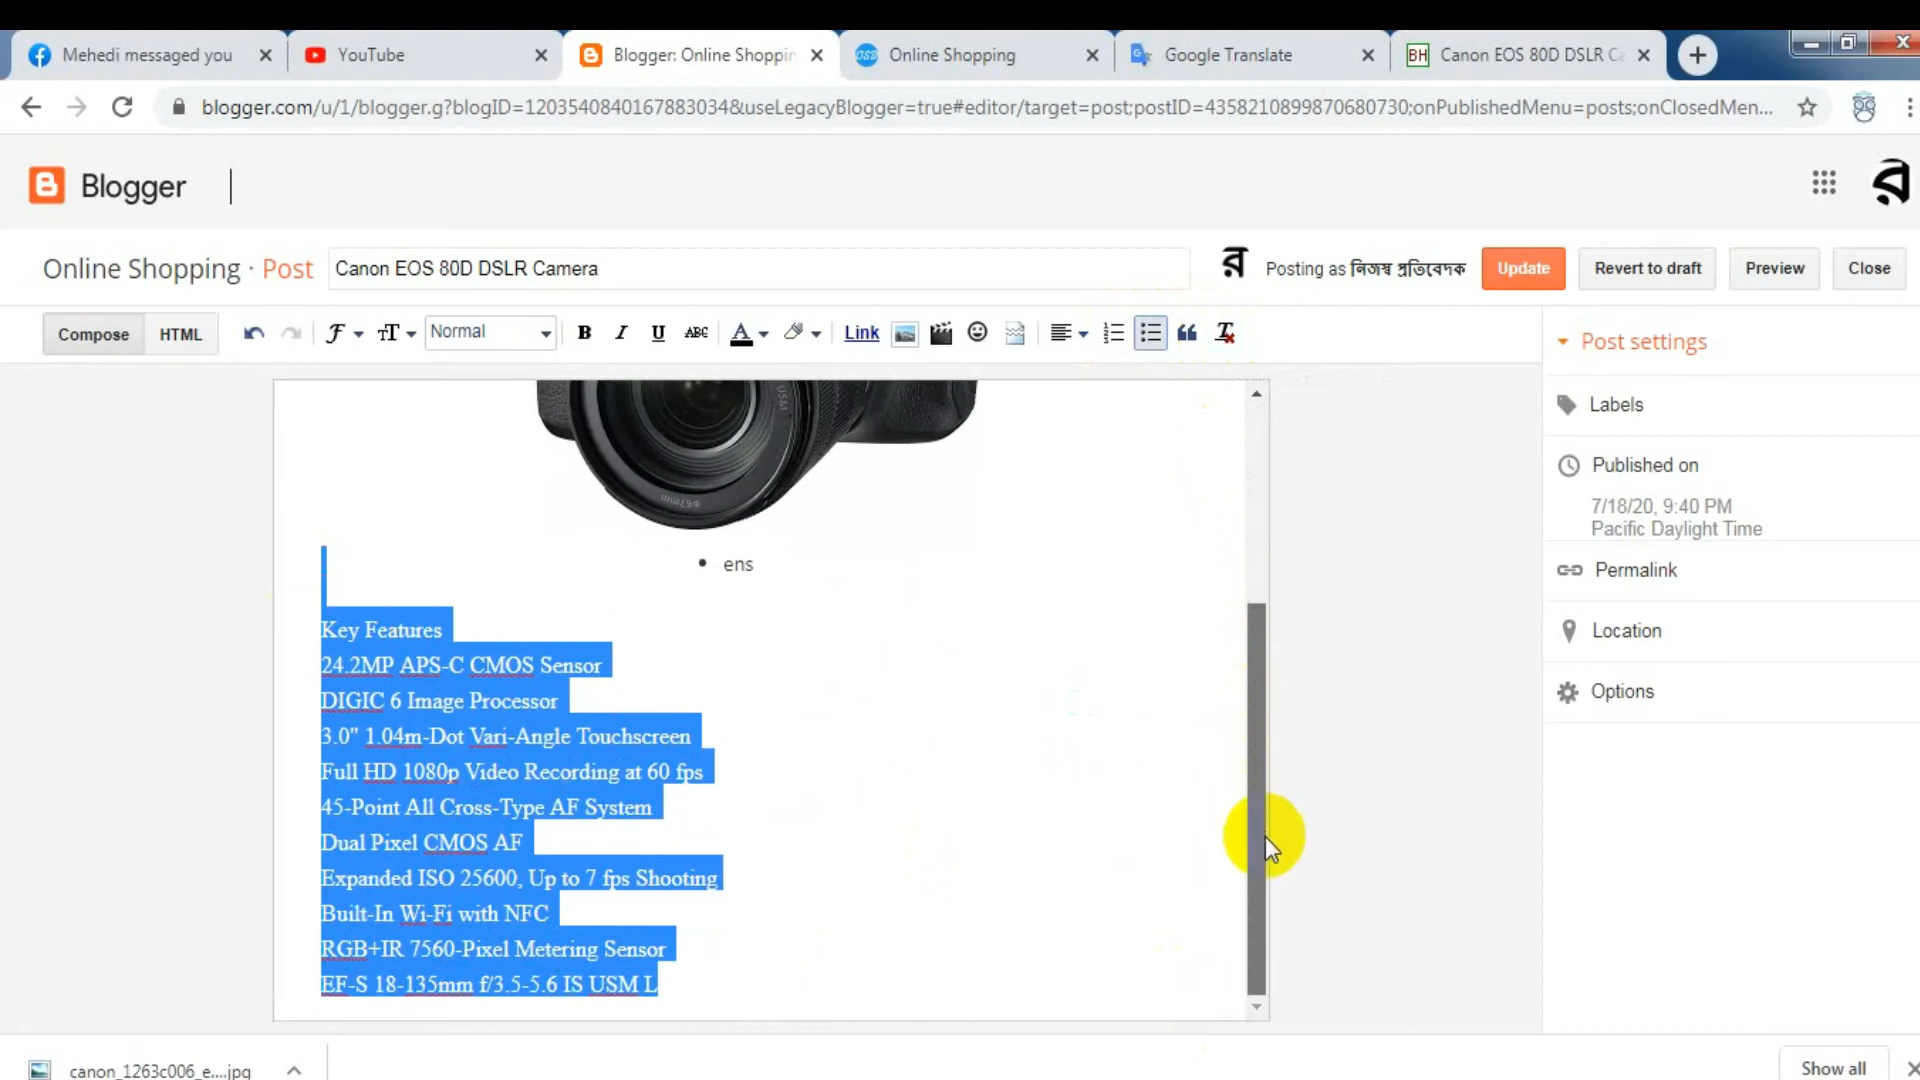 Mehedi messaged you
YouTube
Blogger: Online Shoppin
Online Shopping
Google Translate
BH Canon EOS 80D DSLR Ca
blogger.com/u/1/blogger.g?blogID=1203540840167883034&useLegacyBlogger=true#editor/target=post;postID=4358210899870680730;onPublishedMenu=posts;onClosedMen...
Blogger
Online Shopping · Post
Canon EOS 80D DSLR Camera
র Posting as নিজস্ব প্রতিবেদক
Update
Revert to draft
Preview
Close
Compose
HTML
Normal
Link
Post settings
Labels
Published on
7/18/20, 9:40 PM
Pacific Daylight Time
Permalink
Location
Options
USM
Φ67mm
• ens
Key Features
24.2MP APS-C CMOS Sensor
DIGIC 6 Image Processor
3.0" 1.04m-Dot Vari-Angle Touchscreen
Full HD 1080p Video Recording at 60 fps
45-Point All Cross-Type AF System
Dual Pixel CMOS AF
Expanded ISO 25600, Up to 7 fps Shooting
Built-In Wi-Fi with NFC
RGB+IR 7560-Pixel Metering Sensor
EF-S 18-135mm f/3.5-5.6 IS USM L
canon_1263c006_e....jpg
Show all